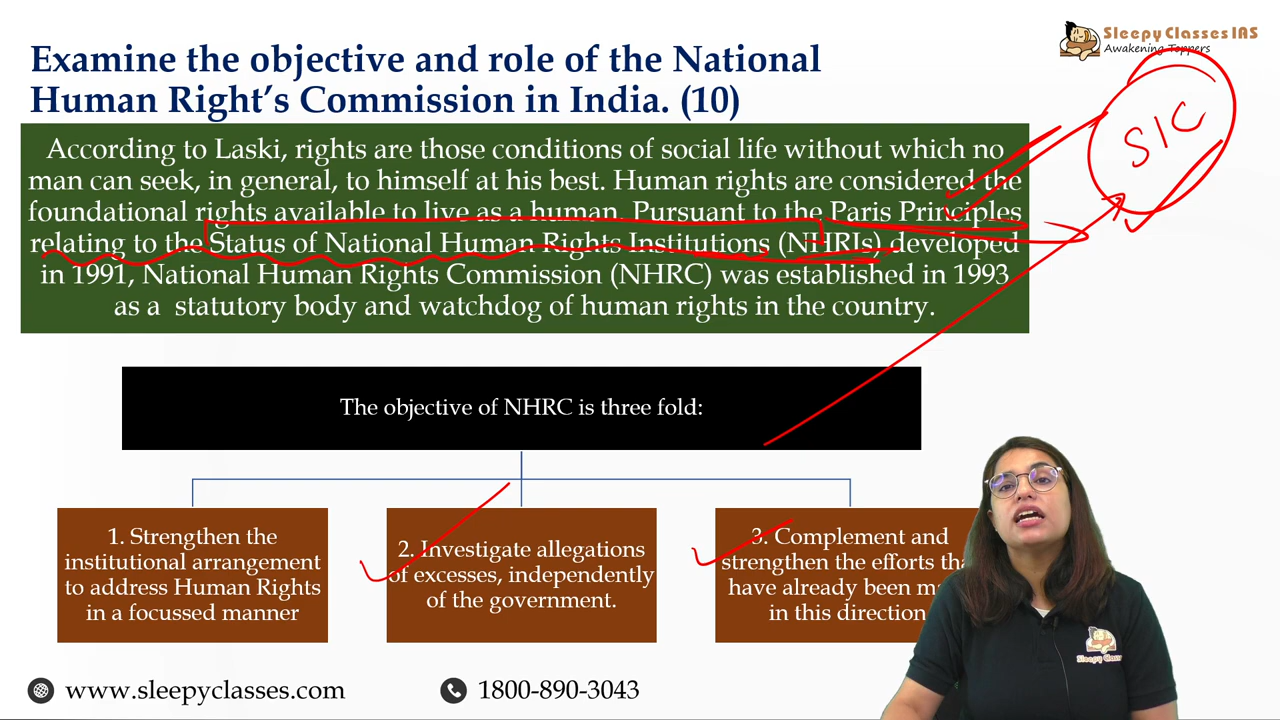 Sleepy Classes IAS
Awakening Toppers
Examine the objective and role of the National
Human Right's Commission in India. (10)
SIC
According to Laski, rights are those conditions of social life without which no
man can seek, in general, to himself at his best. Human rights are considered the
foundational rights available to live as a human. Pursuant to the Paris Principles
relating to the Status of National Human Rights Institutions (NHRIs) developed
in 1991, National Human Rights Commission (NHRC) was established in 1993
as a statutory body and watchdog of human rights in the country.
The objective of NHRC is three fold:
1. Strengthen the
institutional arrangement
to address Human Rights
in a focussed manner
2. Investigate allegations
of excesses, independently
of the government.
3. Complement and
strengthen the efforts
have already been
in this direction
Sleepy
www.sleepyclasses.com
1800-890-3043